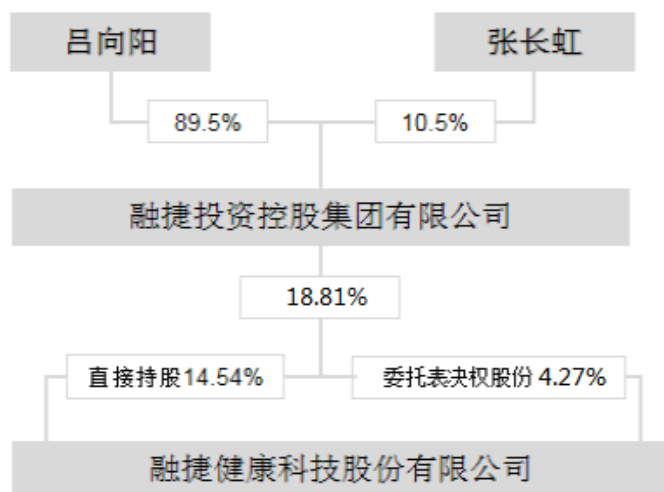 吕向阳
张长虹
89.5%
10.5%
融捷投资控股集团有限公司
18.81%
直接持股14.54%
委托表决权股份 4.27%
融捷健康科技股份有限公司